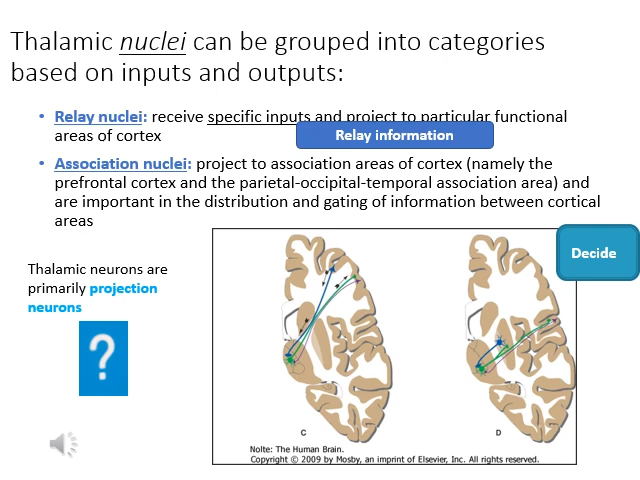 Thalamic nuclei can be grouped into categories
based on inputs and outputs:
• Relay nuclei: receive specific inputs and project to particular functional
areas of cortex
Relay information
• Association nuclei: project to association areas of cortex (namely the
prefrontal cortex and the parietal-occipital-temporal association area) and
are important in the distribution and gating of information between cortical
areas
Decide
Thalamic neurons are
primarily projection
neurons
?
C
D
Nolte: The Human Brain.
Copyright © 2009 by Mosby, an imprint of Elsevier, Inc. All rights reserved.